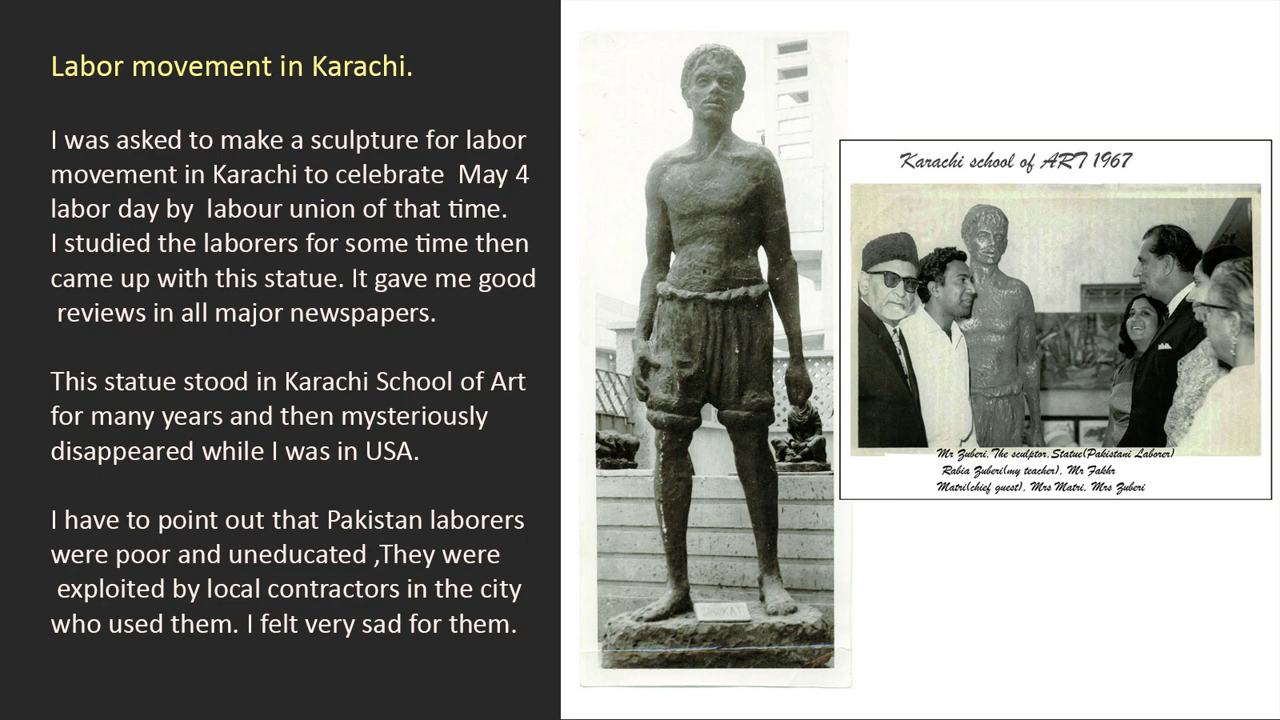 Labor movement in Karachi.
I was asked to make a sculpture for labor
movement in Karachi to celebrate  May 4
labor day by  labour union of that time.
I studied the laborers for some time then
came up with this statue. It gave me good
reviews in all major newspapers.
This statue stood in Karachi School of Art
for many years and then mysteriously
disappeared while I was in USA.
I have to point out that Pakistan laborers
were poor and uneducated ,They were
exploited by local contractors in the city
who used them. I felt very sad for them.
Karachi school of ART 1967
Mr Zuberi, The sculptor, Statue(Pakistani Laborer)
Rabia Zuberi(my teacher), Mr Fakhr
Matri(chief guest), Mrs Matri, Mrs Zuberi